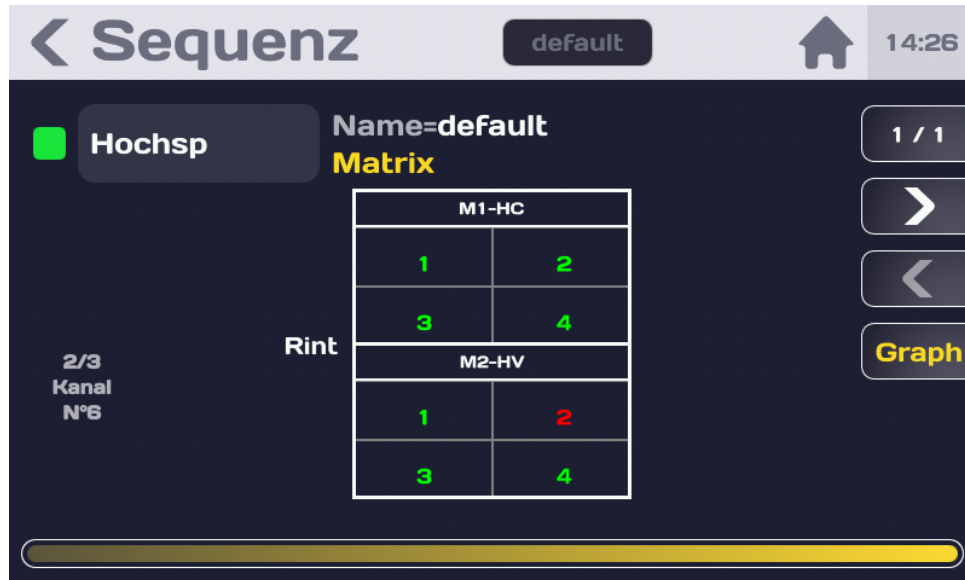 Sequenz
default
14:26
Hochsp
Name=default
Matrix
1 / 1
M1-HC
1 2
3 4
Rint
M2-HV
1 2
3 4
2/3
Kanal
N°6
Graph